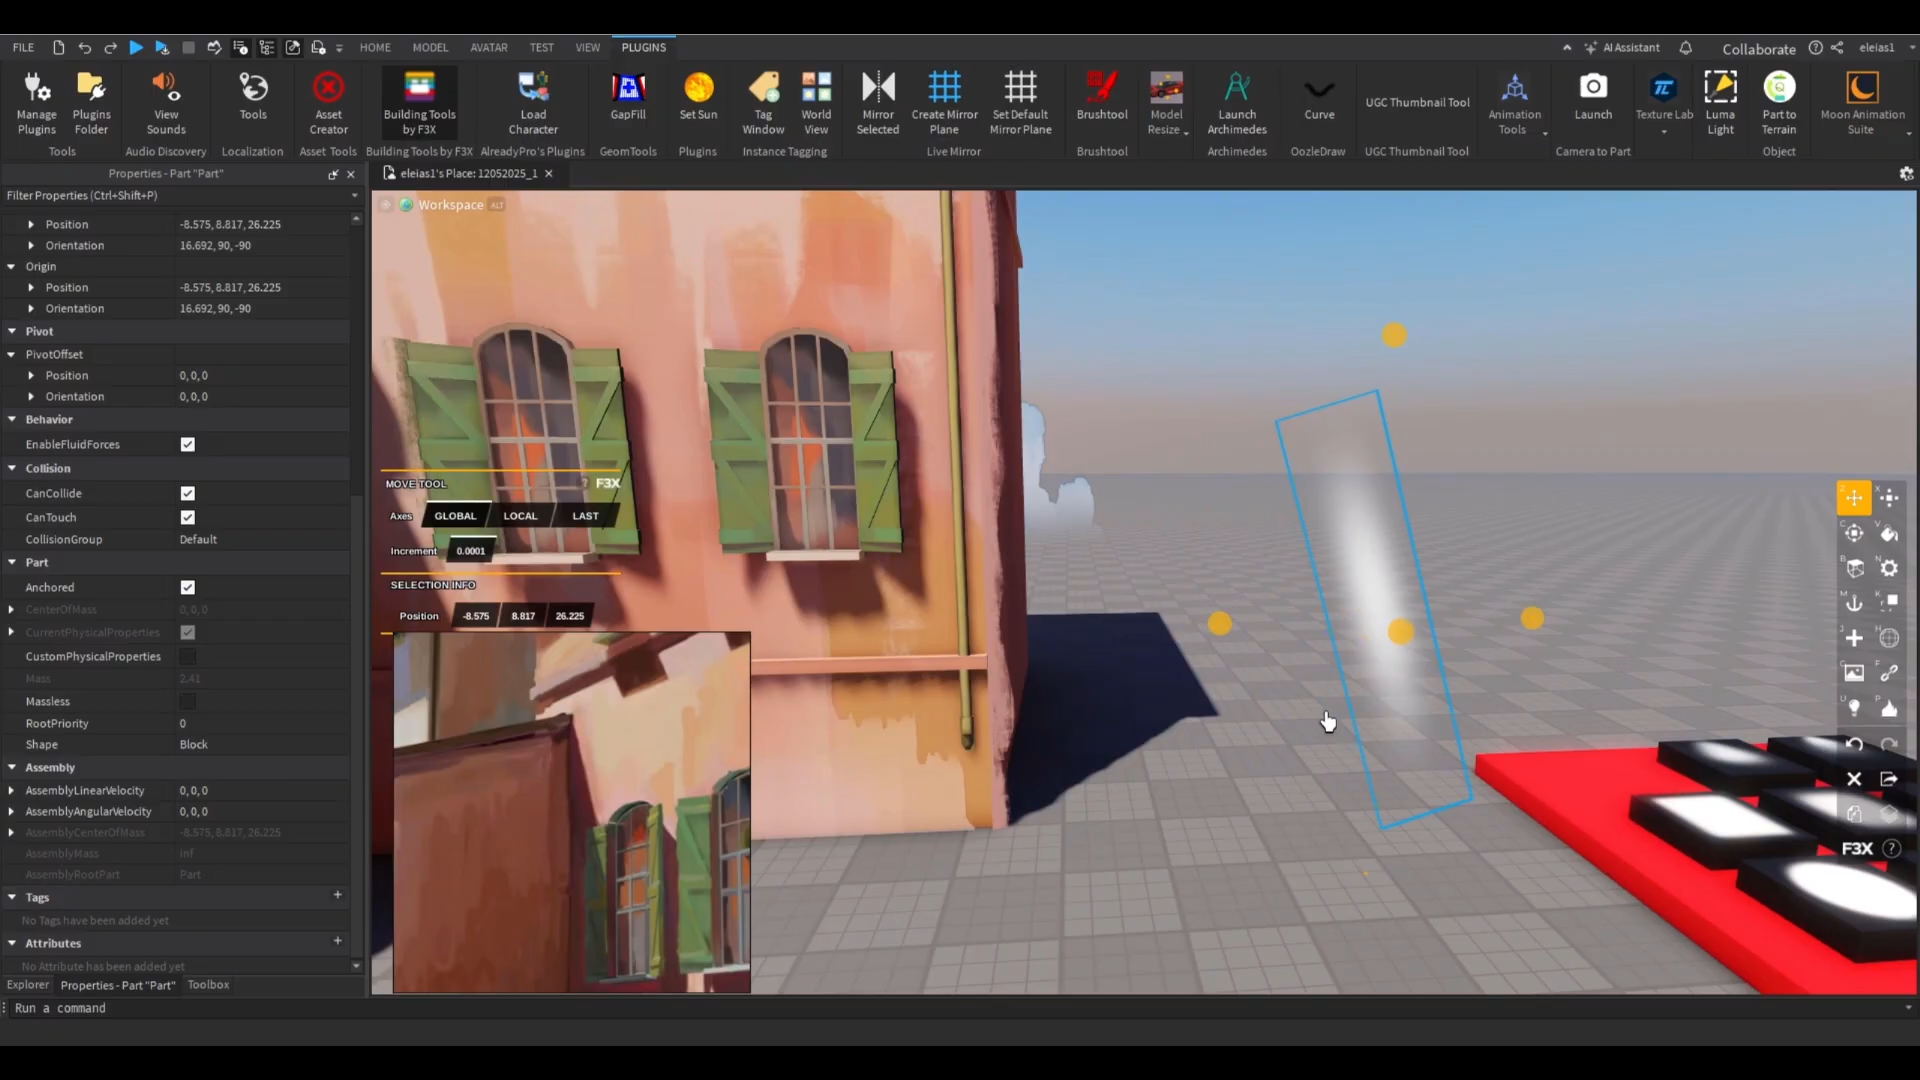 FILE HOME MODEL AVATAR TEST VIEW PLUGINS AI Assistant Collaborate eleias1
Manage Plugins
Plugins Folder
View Sounds
Tools
Asset Creator
Building Tools by F3X
Load Character
GapFill
Set Sun
Tag Window
World View
Mirror Selected
Create Mirror Plane
Set Default Mirror Plane
Brushtool
Model Resize
Launch Archimedes
Curve
UGC Thumbnail Tool
Animation Tools
Launch
Texture Lab
Luma Light
Part to Terrain
Moon Animation Suite
Tools Audio Discovery Localization Asset Tools Building Tools by F3X AlreadyPro's Plugins GeomTools Plugins Instance Tagging Live Mirror Brushtool Archimedes OozleDraw UGC Thumbnail Tool Camera to Part Object
Properties - Part "Part"
eleias1's Place: 12052025_1
Filter Properties (Ctrl+Shift+P)
Workspace ALT
Position -8.575, 8.817, 26.225
Orientation 16.692, 90, -90
Origin
Position -8.575, 8.817, 26.225
Orientation 16.692, 90, -90
Pivot
PivotOffset
Position 0, 0, 0
Orientation 0, 0, 0
Behavior
EnableFluidForces
Collision
CanCollide
CanTouch
CollisionGroup Default
Part
Anchored
CenterOfMass 0, 0, 0
CurrentPhysicalProperties
CustomPhysicalProperties
Mass 2.41
Massless
RootPriority 0
Shape Block
Assembly
AssemblyLinearVelocity 0, 0, 0
AssemblyAngularVelocity 0, 0, 0
AssemblyCenterOfMass -8.575, 8.817, 26.225
AssemblyMass inf
AssemblyRootPart Part
Tags +
No Tags have been added yet
Attributes +
No Attribute has been added yet
Explorer Properties - Part "Part" Toolbox
Run a command
MOVE TOOL ? F3X
Axes GLOBAL LOCAL LAST
Increment 0.0001
SELECTION INFO
Position -8.575 8.817 26.225
F3X ?